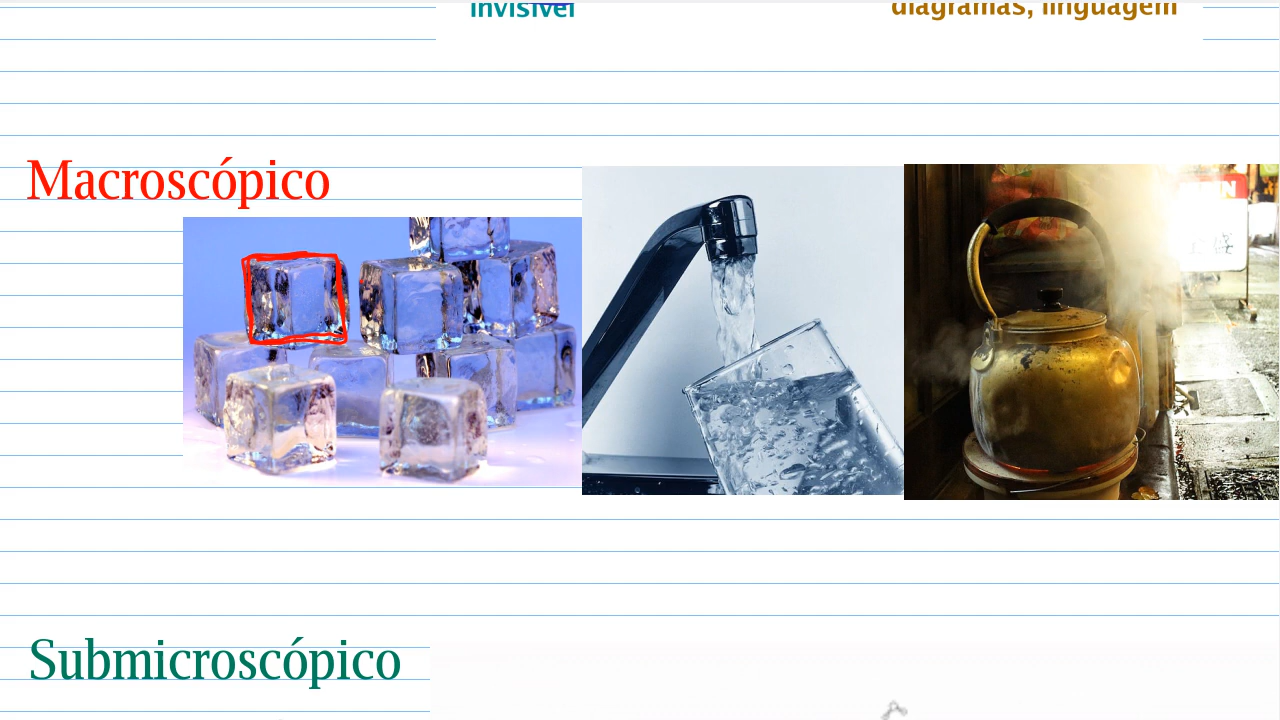 invisível
diagramas, linguagem
Macroscópico
Submicroscópico